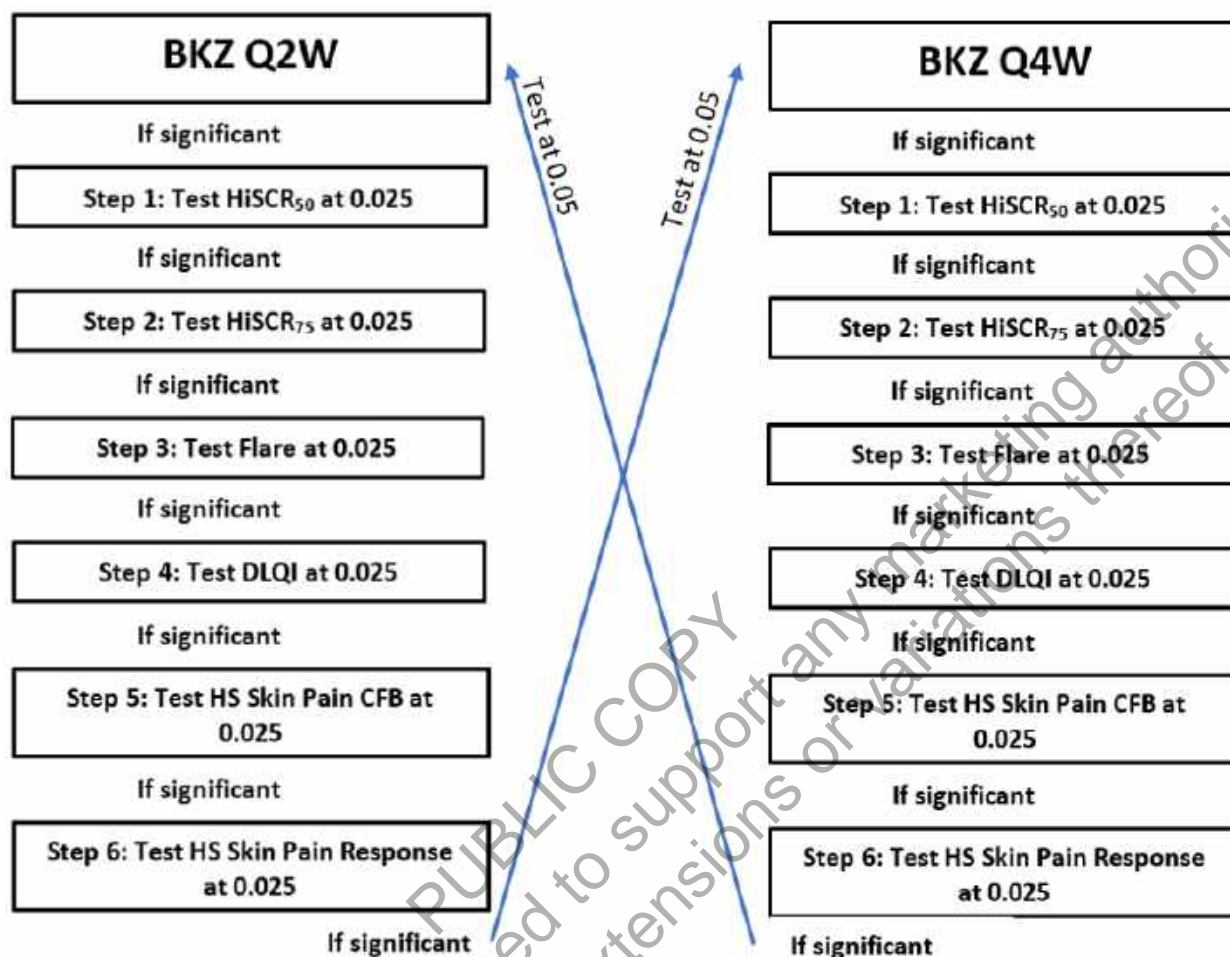 BKZ Q2W
If significant
Step 1: Test HiSCR₅₀ at 0.025
If significant
Step 2: Test HiSCR₇₅ at 0.025
If significant
Step 3: Test Flare at 0.025
If significant
Step 4: Test DLQI at 0.025
If significant
Step 5: Test HS Skin Pain CFB at
0.025
If significant
Step 6: Test HS Skin Pain Response
at 0.025
If significant
Test at 0.05
Test at 0.05
BKZ Q4W
If significant
Step 1: Test HiSCR₅₀ at 0.025
If significant
Step 2: Test HiSCR₇₅ at 0.025
If significant
Step 3: Test Flare at 0.025
If significant
Step 4: Test DLQI at 0.025
If significant
Step 5: Test HS Skin Pain CFB at
0.025
If significant
Step 6: Test HS Skin Pain Response
at 0.025
If significant
PUBLIC COPY
to support any marketing
or variations thereof